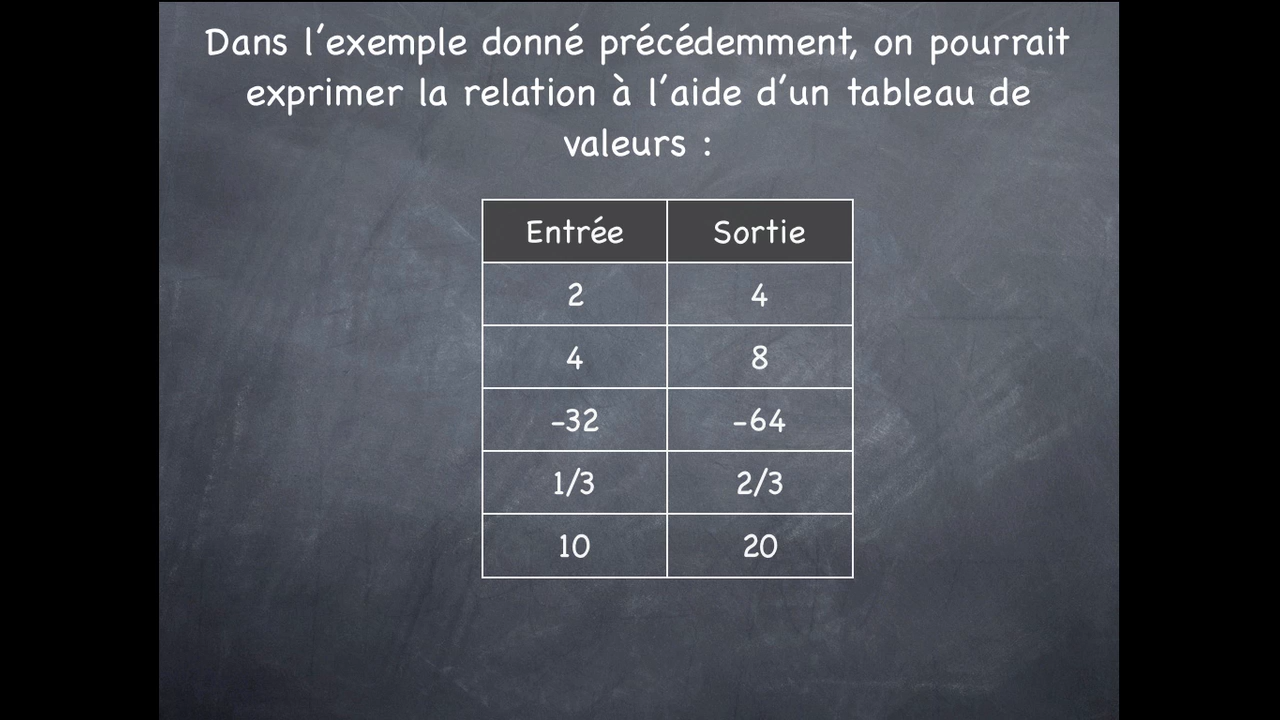 Dans l'exemple donné précédemment, on pourrait
exprimer la relation à l'aide d'un tableau de
valeurs :
Entrée Sortie
2 4
4 8
-32 -64
1/3 2/3
10 20